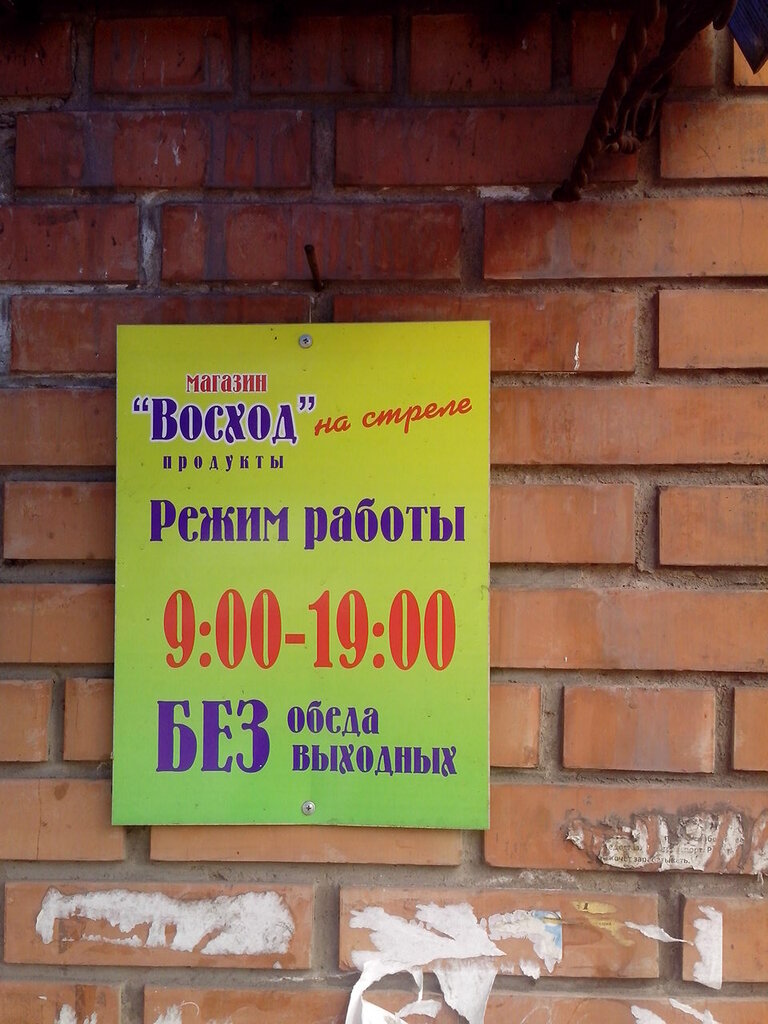 магазин
“Восход” на стреле
продукты
Режим работы
9:00-19:00
БЕЗ обеда
выходных